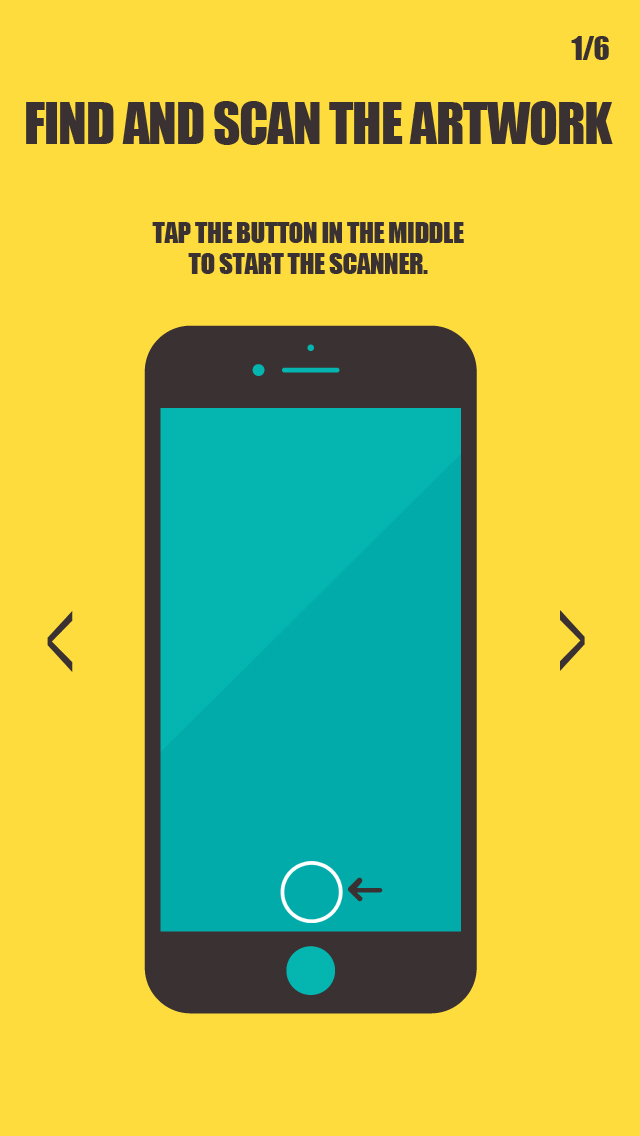 1/6
FIND AND SCAN THE ARTWORK
TAP THE BUTTON IN THE MIDDLE
TO START THE SCANNER.